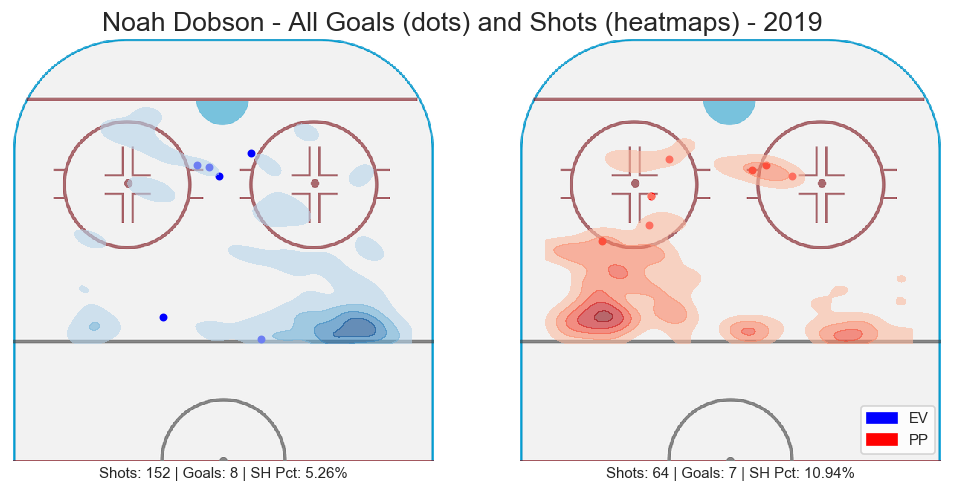 Noah Dobson - All Goals (dots) and Shots (heatmaps) - 2019
EV
PP
Shots: 152 | Goals: 8 | SH Pct: 5.26%
Shots: 64 | Goals: 7 | SH Pct: 10.94%